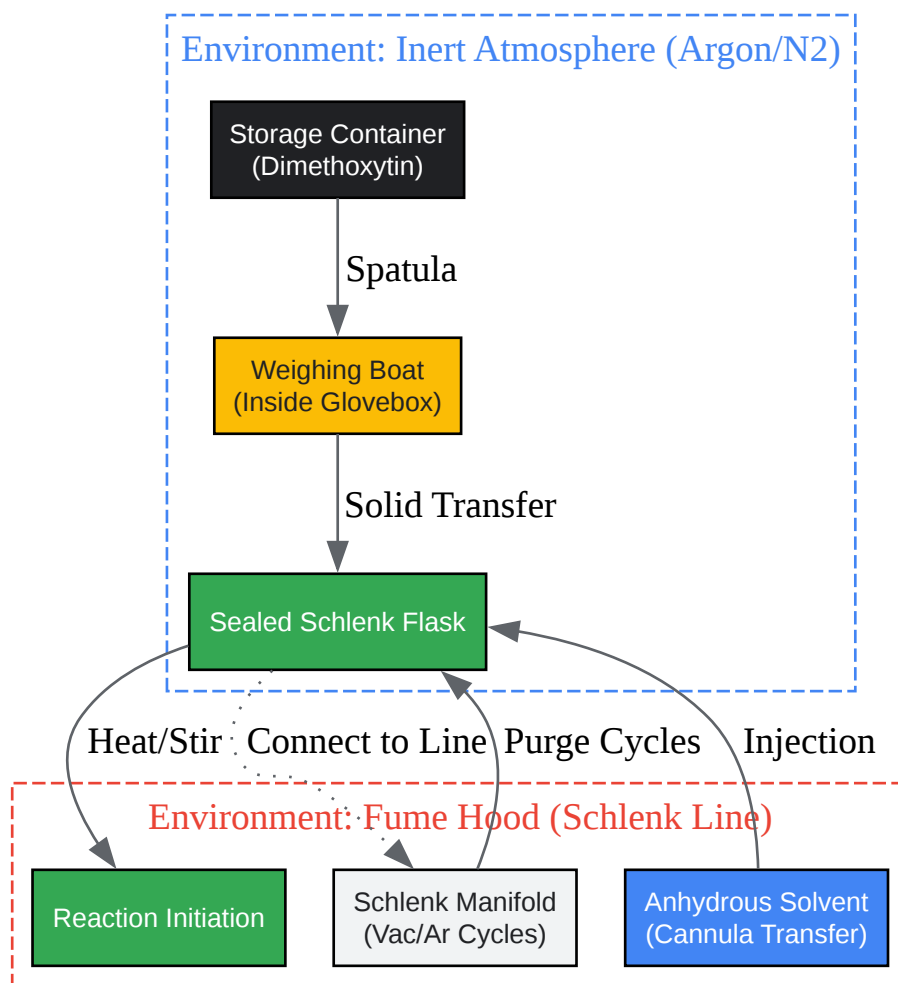 Environment: Inert Atmosphere (Argon/N2)
Storage Container
(Dimethoxytin)
Spatula
Weighing Boat
(Inside Glovebox)
Solid Transfer
Sealed Schlenk Flask
Heat/Stir
Connect to Line
Purge Cycles
Injection
Environment: Fume Hood (Schlenk Line)
Reaction Initiation
Schlenk Manifold
(Vac/Ar Cycles)
Anhydrous Solvent
(Cannula Transfer)